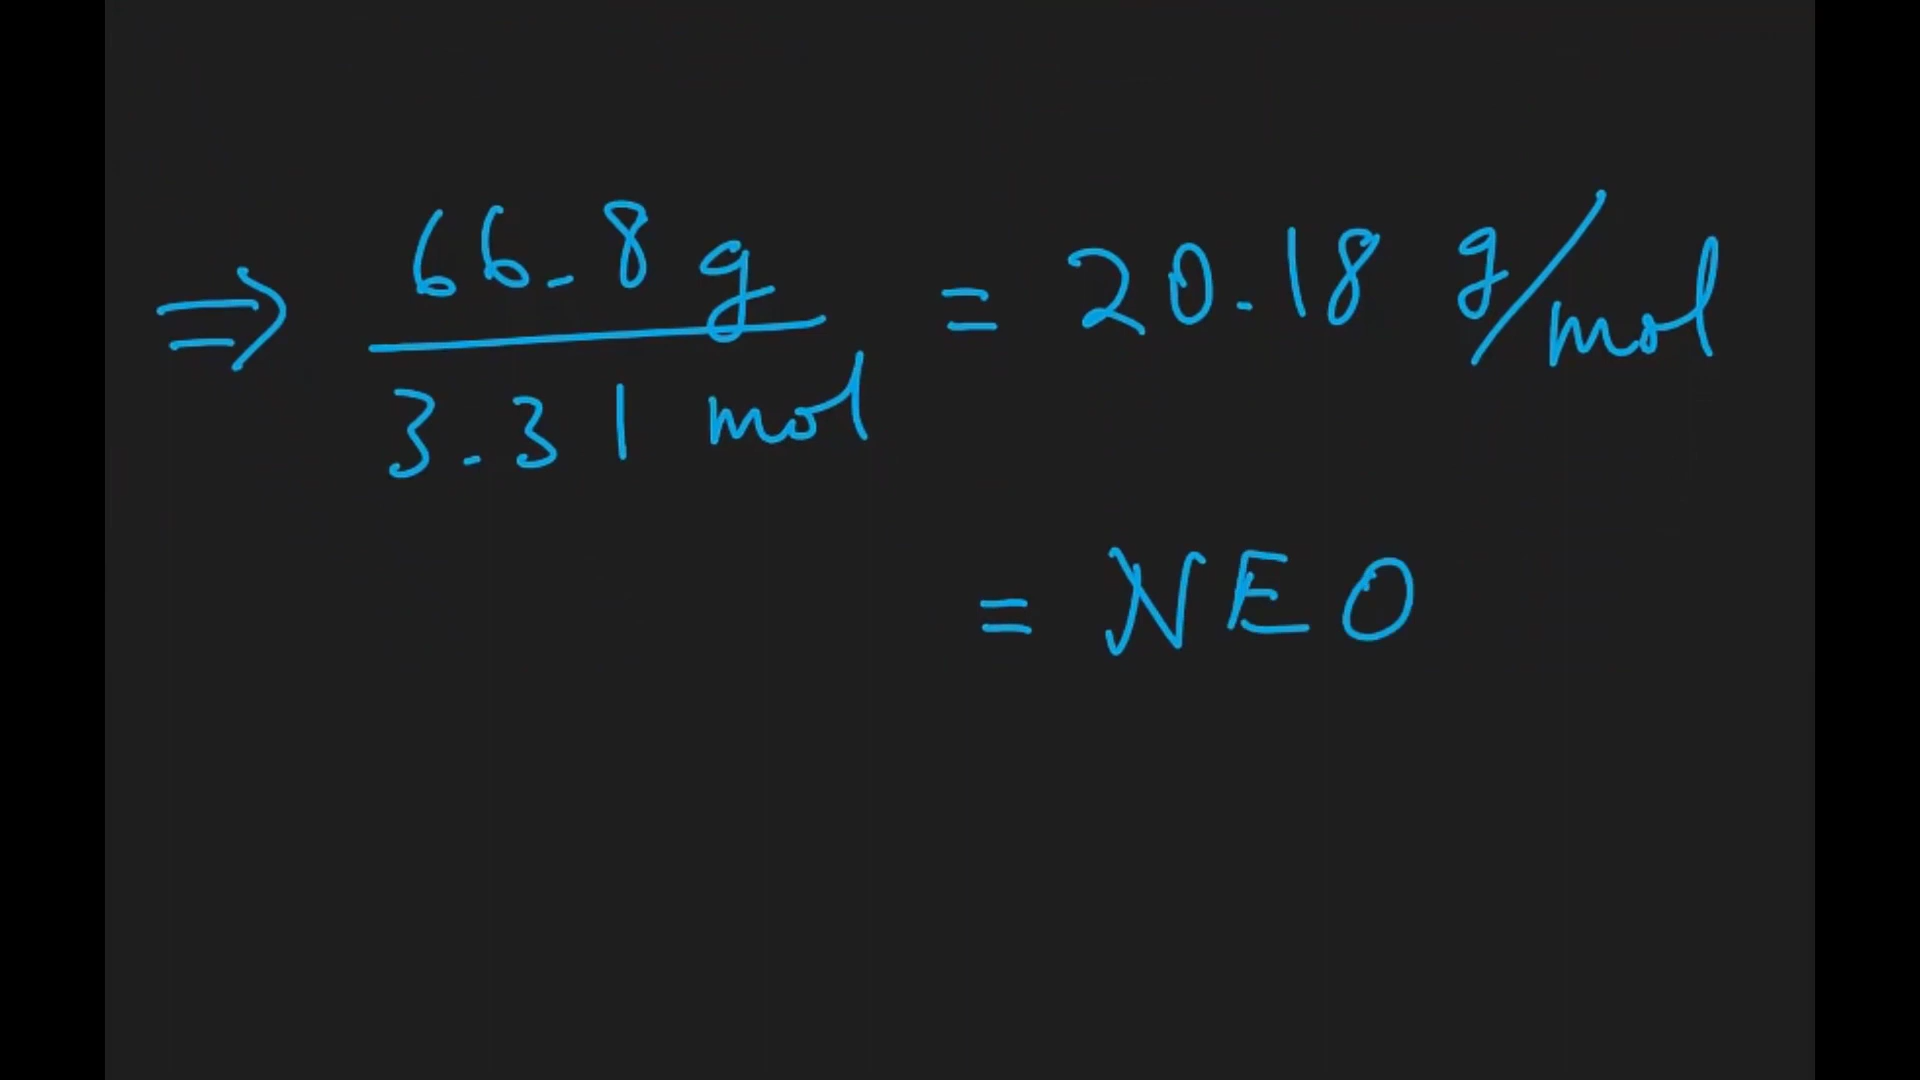 ⇒ 66.8 g / 3.31 mol = 20.18 g/mol
= NEO